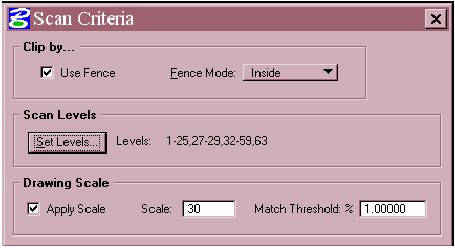 Scan Criteria
Clip by...
Use Fence Fence Mode: Inside
Scan Levels
Set Levels... Levels: 1-25,27-29,32-59,63
Drawing Scale
Apply Scale Scale: 30 Match Threshold: % 1.00000